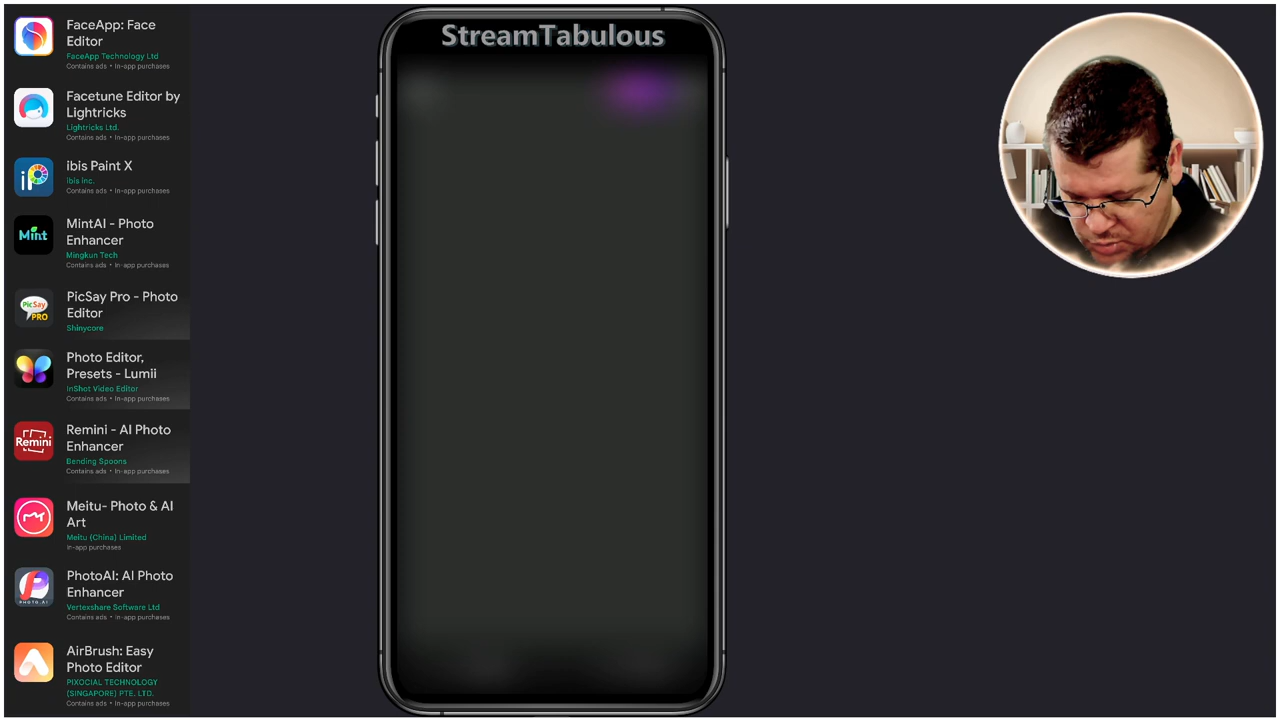 FaceApp: Face
Editor
FaceApp Technology Ltd
Contains ads • In-app purchases
Facetune Editor by
Lightricks
Lightricks Ltd.
Contains ads • In-app purchases
iP
ibis Paint X
ibis inc.
Contains ads • In-app purchases
Mint
MintAI - Photo
Enhancer
Mingkun Tech
Contains ads • In-app purchases
PicSay
PRO
PicSay Pro - Photo
Editor
Shinycore
Photo Editor,
Presets - Lumii
InShot Video Editor
Contains ads • In-app purchases
Remini
Remini - AI Photo
Enhancer
Bending Spoons
Contains ads • In-app purchases
Meitu- Photo & AI
Art
Meitu (China) Limited
In-app purchases
PHOTO.AI
PhotoAI: AI Photo
Enhancer
Vertexshare Software Ltd
Contains ads • In-app purchases
AirBrush: Easy
Photo Editor
PIXOCIAL TECHNOLOGY
(SINGAPORE) PTE. LTD.
Contains ads • In-app purchases
StreamTabulous